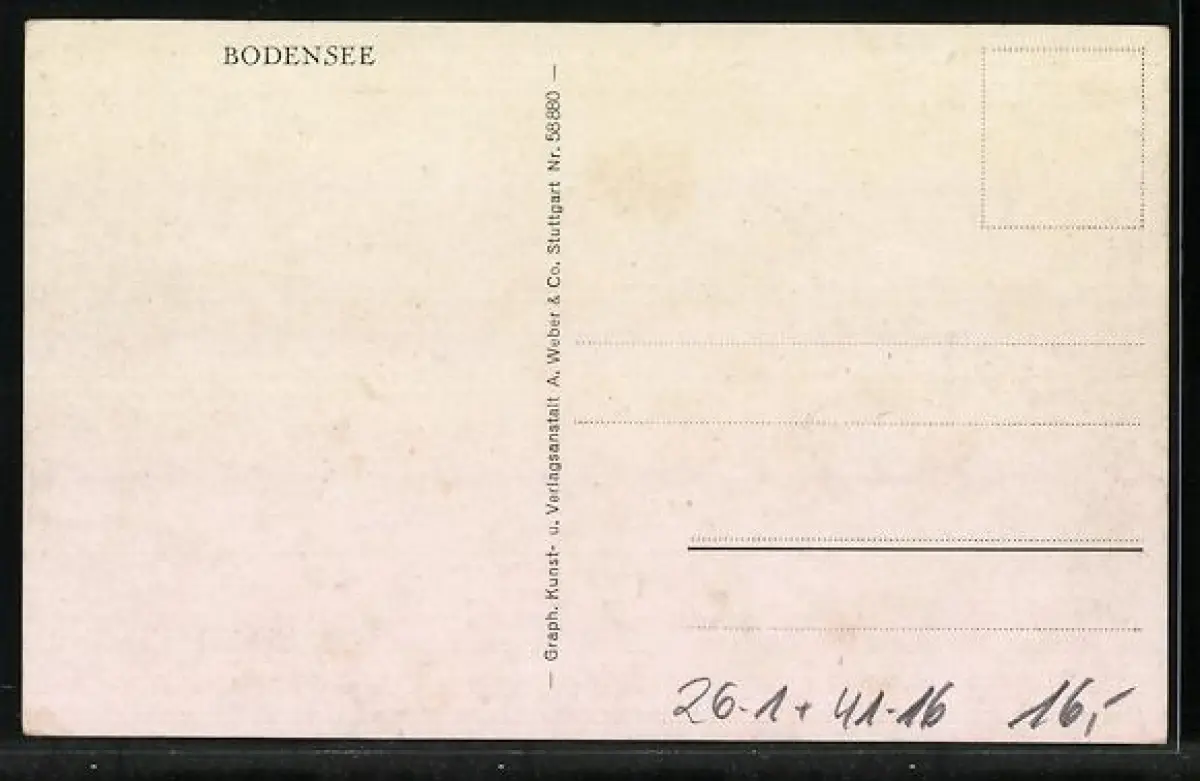 BODENSEE
— Graph. Kunst- u. Verlagsanstalt A. Weber & Co. Stuttgart Nr. 58880 —
26-1+ 41-16 16,-